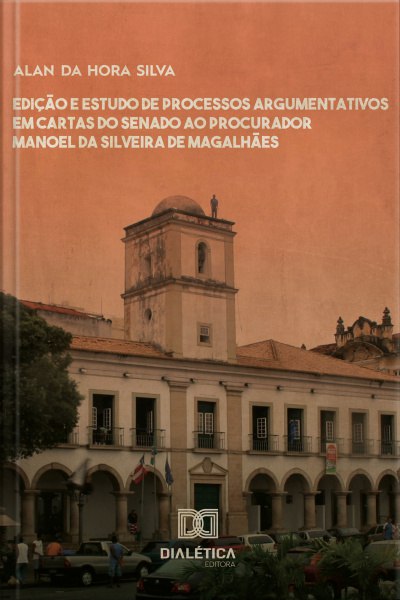 ALAN DA HORA SILVA
EDIÇÃO E ESTUDO DE PROCESSOS ARGUMENTATIVOS
EM CARTAS DO SENADO AO PROCURADOR
MANOEL DA SILVEIRA DE MAGALHÃES
DIALÉTICA
EDITORA